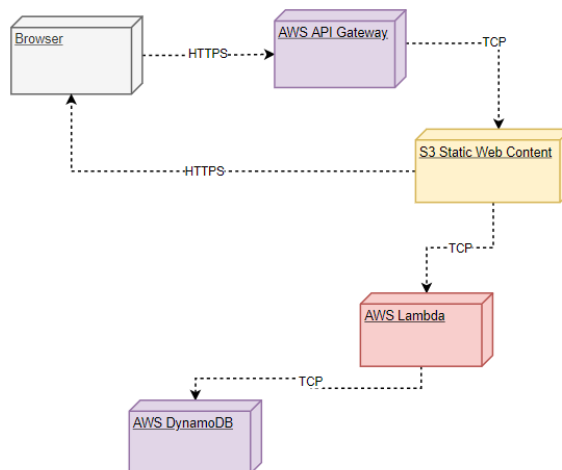 Browser
AWS API Gateway
HTTPS
TCP
S3 Static Web Content
HTTPS
TCP
AWS Lambda
TCP
AWS DynamoDB